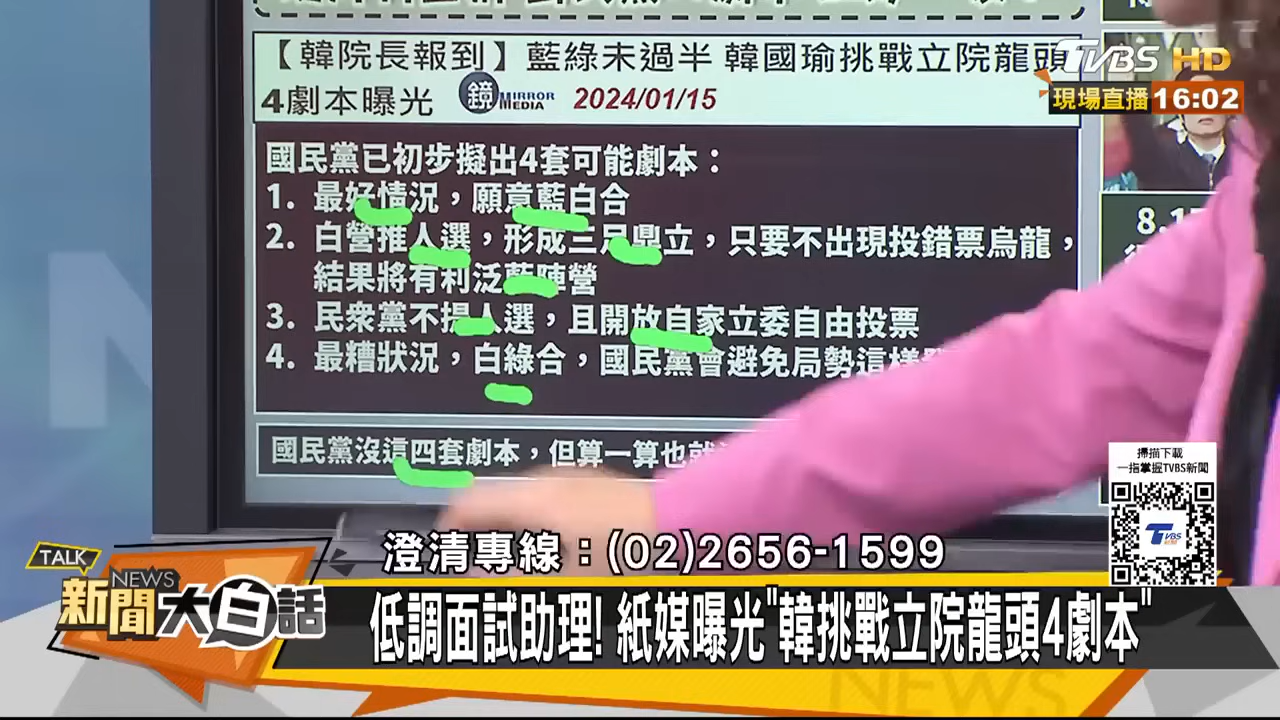 【韓院長報到】藍綠未過半 韓國瑜挑戰立院龍頭
4劇本曝光 鏡 MIRROR MEDIA 2024/01/15
TVBS HD
現場直播 16:02
國民黨已初步擬出4套可能劇本：
1. 最好情況，願意藍白合
2. 白營推人選，形成三足鼎立，只要不出現投錯票烏龍，
結果將有利泛藍陣營
3. 民眾黨不提人選，且開放自家立委自由投票
4. 最糟狀況，白綠合，國民黨會避免局勢這樣
國民黨沒這四套劇本，但算一算也就
掃描下載
一指掌握TVBS新聞
TVBS
澄清專線：(02)2656-1599
TALK
NEWS
新聞大白話
低調面試助理! 紙媒曝光"韓挑戰立院龍頭4劇本"
NEWS